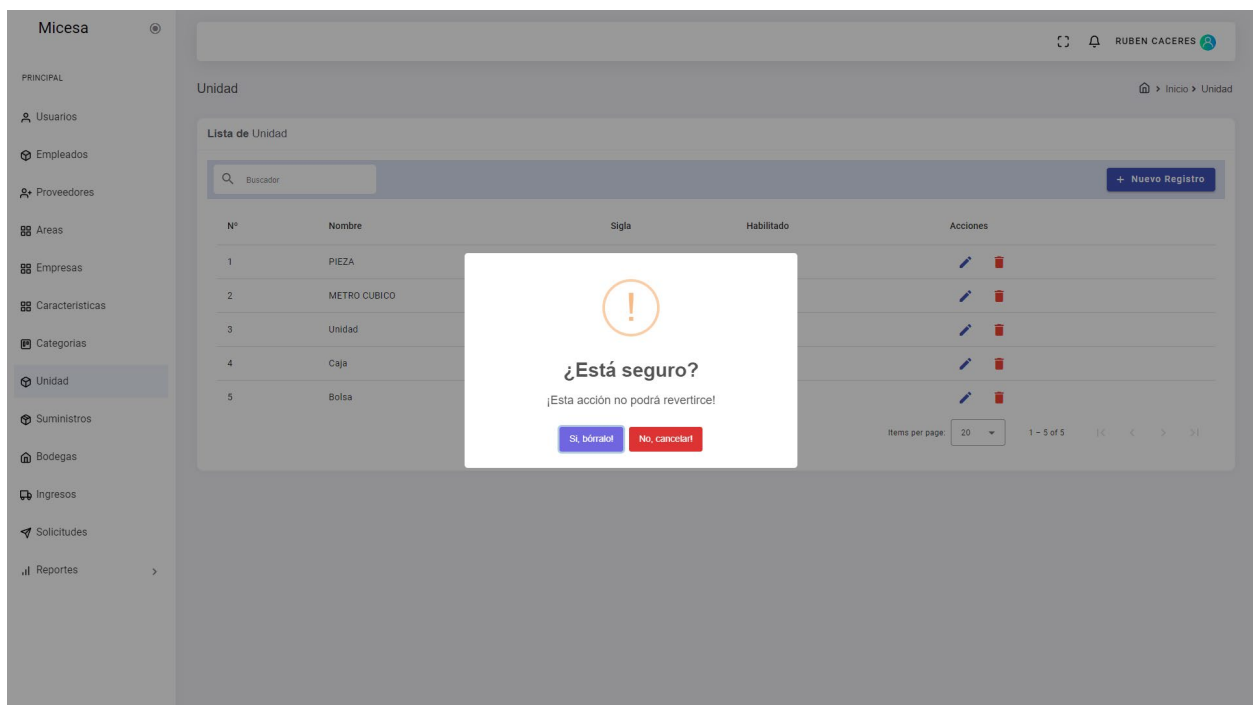 Micesa
RUBEN CACERES
PRINCIPAL
Unidad
Inicio > Unidad
Usuarios
Lista de Unidad
Empleados
Buscador
+ Nuevo Registro
Proveedores
Areas
Nº Nombre Sigla Habilitado Acciones
Empresas
1 PIEZA
Caracteristicas
2 METRO CUBICO
Categorias
3 Unidad
Unidad
4 Caja
Suministros
5 Bolsa
Bodegas
Ingresos
Solicitudes
Reportes
!
¿Está seguro?
¡Esta acción no podrá revertirce!
Si, bórralo!
No, cancelar!
Items per page: 20 1 – 5 of 5